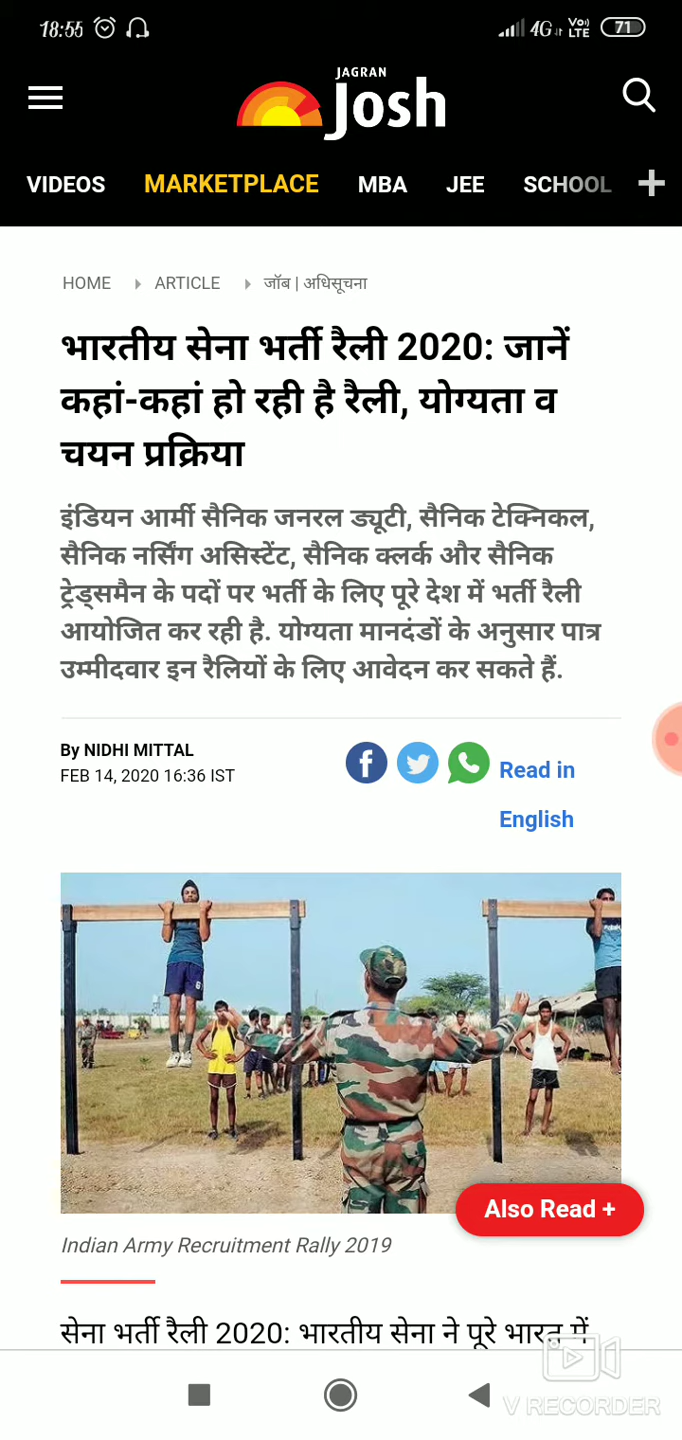 18:55
4G
VoLTE
71
JAGRAN
Josh
VIDEOS MARKETPLACE MBA JEE SCHOOL
HOME ARTICLE जॉब | अधिसूचना
भारतीय सेना भर्ती रैली 2020: जानें
कहां-कहां हो रही है रैली, योग्यता व
चयन प्रक्रिया
इंडियन आर्मी सैनिक जनरल ड्यूटी, सैनिक टेक्निकल,
सैनिक नर्सिंग असिस्टेंट, सैनिक क्लर्क और सैनिक
ट्रेड्समैन के पदों पर भर्ती के लिए पूरे देश में भर्ती रैली
आयोजित कर रही है. योग्यता मानदंडों के अनुसार पात्र
उम्मीदवार इन रैलियों के लिए आवेदन कर सकते हैं.
By NIDHI MITTAL
FEB 14, 2020 16:36 IST
Read in
English
Also Read +
Indian Army Recruitment Rally 2019
सेना भर्ती रैली 2020: भारतीय सेना ने पूरे भारत में
V RECORDER